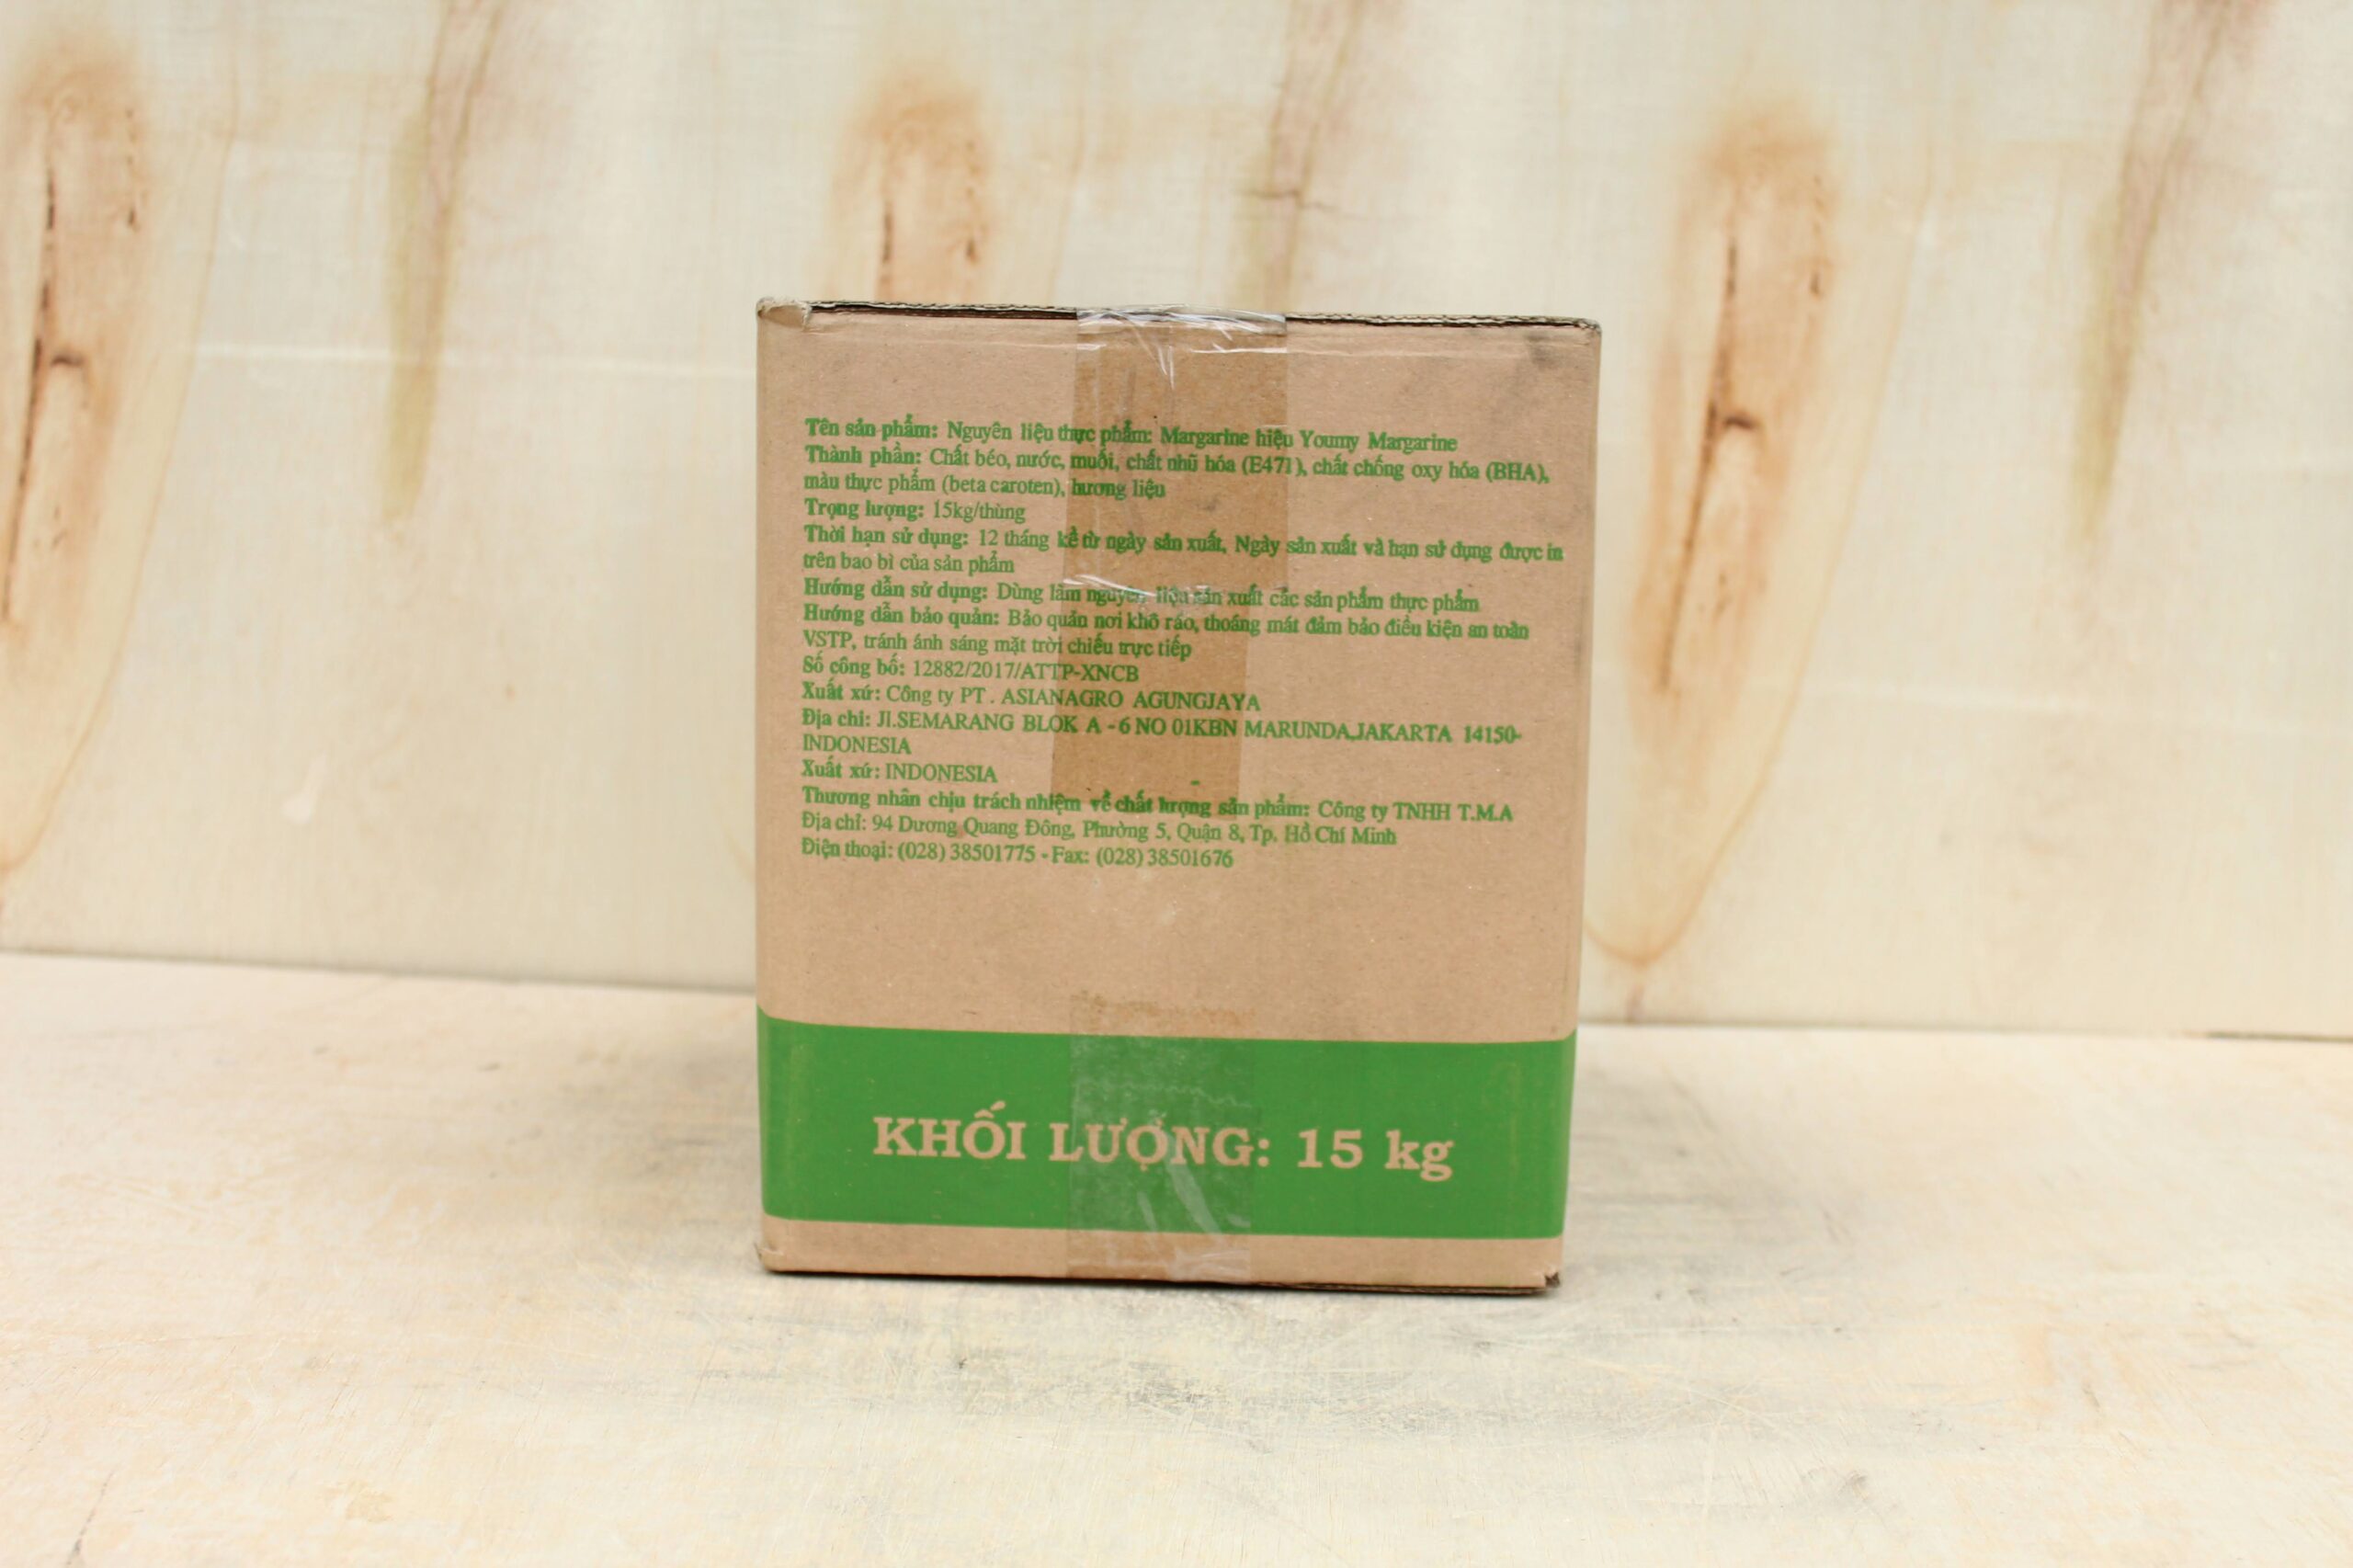 Tên sản phẩm: Nguyên liệu thực phẩm: Margarine hiệu Youmy Margarine
Thành phần: Chất béo, nước, muối, chất nhũ hóa (E471), chất chống oxy hóa (BHA),
màu thực phẩm (beta caroten), hương liệu
Trọng lượng: 15kg/thùng
Thời hạn sử dụng: 12 tháng kể từ ngày sản xuất, Ngày sản xuất và hạn sử dụng được in
trên bao bì của sản phẩm
Hướng dẫn sử dụng: Dùng làm nguyên liệu sản xuất các sản phẩm thực phẩm
Hướng dẫn bảo quản: Bảo quản nơi khô ráo, thoáng mát đảm bảo điều kiện an toàn
VSTP, tránh ánh sáng mặt trời chiếu trực tiếp
Số công bố: 12882/2017/ATTP-XNCB
Xuất xứ: Công ty PT. ASIANAGRO AGUNGJAYA
Địa chỉ: Jl.SEMARANG BLOK A - 6 NO 01KBN MARUNDA,JAKARTA 14150-
INDONESIA
Xuất xứ: INDONESIA
Thương nhân chịu trách nhiệm về chất lượng sản phẩm: Công ty TNHH T.M.A
Địa chỉ: 94 Dương Quang Đông, Phường 5, Quận 8, Tp. Hồ Chí Minh
Điện thoại: (028) 38501775 - Fax: (028) 38501676
KHỐI LƯỢNG: 15 kg